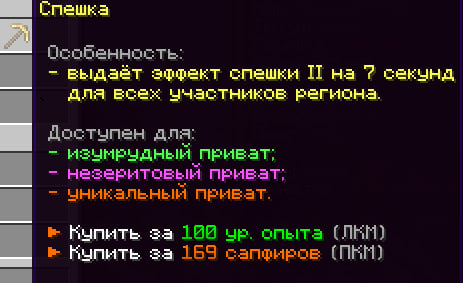 Спешка
Особенность:
- выдаёт эффект спешки II на 7 секунд
для всех участников региона.
Доступен для:
- изумрудный приват;
- незеритовый приват;
- уникальный приват.
► Купить за 100 ур. опыта (ЛКМ)
► Купить за 169 сапфиров (ПКМ)